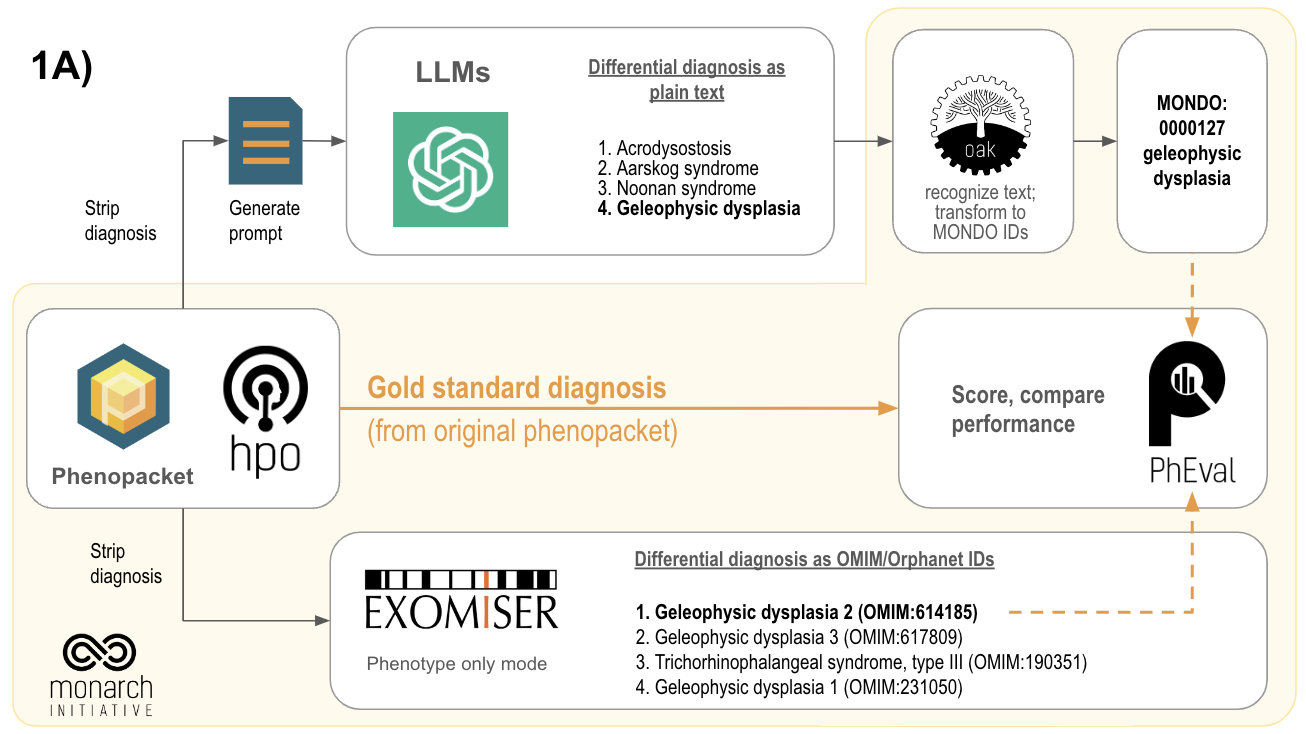 1A)
LLMs
Differential diagnosis as
plain text
1. Acrodysostosis
2. Aarskog syndrome
3. Noonan syndrome
4. Geleophysic dysplasia
oak
recognize text;
transform to
MONDO IDs
MONDO:
0000127
geleophysic
dysplasia
Strip
diagnosis
Generate
prompt
Phenopacket
hpo
Gold standard diagnosis
(from original phenopacket)
Score, compare
performance
PhEval
Strip
diagnosis
EXOMISER
Phenotype only mode
Differential diagnosis as OMIM/Orphanet IDs
1. Geleophysic dysplasia 2 (OMIM:614185)
2. Geleophysic dysplasia 3 (OMIM:617809)
3. Trichorhinophalangeal syndrome, type III (OMIM:190351)
4. Geleophysic dysplasia 1 (OMIM:231050)
monarch
INITIATIVE